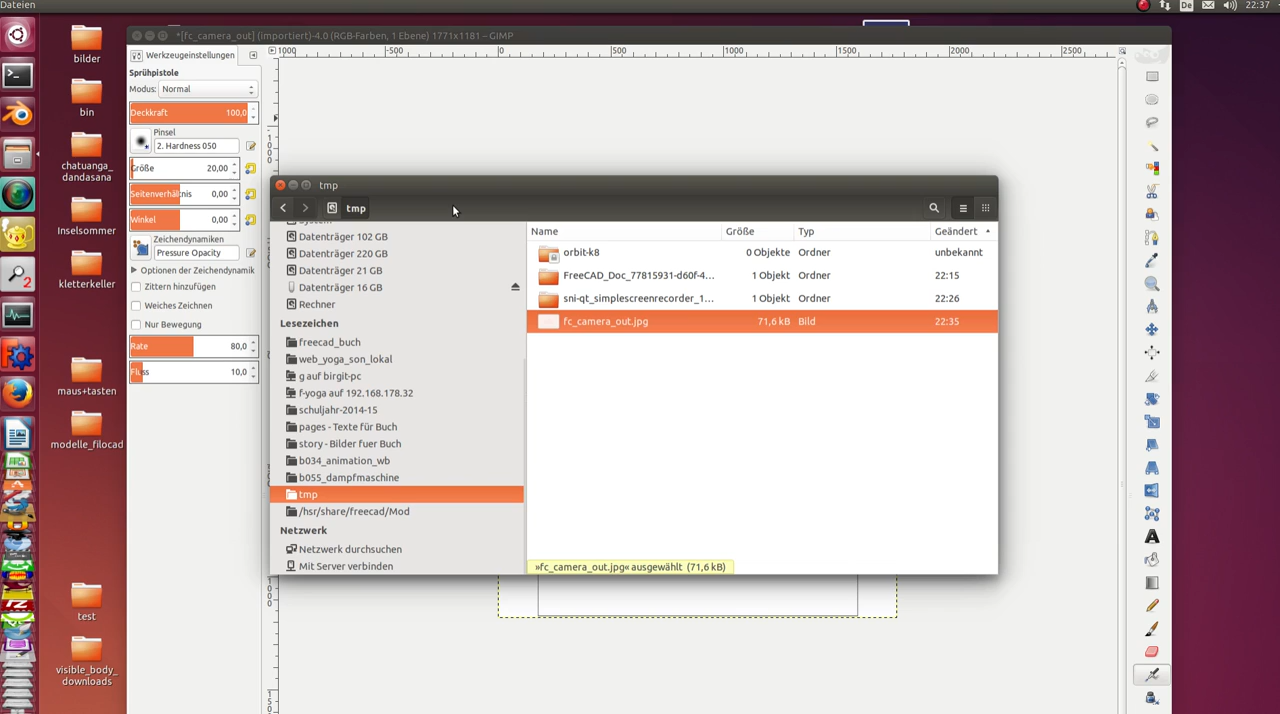 Dateien
De
22:37
*[fc_camera_out] (importiert)-4.0 (RGB-Farben, 1 Ebene) 1771x1181 – GIMP
Werkzeugeinstellungen
Sprühpistole
Modus: Normal
Deckkraft 100,0
Pinsel
2. Hardness 050
Größe 20,00
Seitenverhältnis 0,00
Winkel 0,00
Zeichendynamiken
Pressure Opacity
Optionen der Zeichendynamik
Zittern hinzufügen
Weiches Zeichnen
Nur Bewegung
Rate 80,0
Fluss 10,0
1000
-500
0
500
1000
1500
2000
2500
bilder
bin
chatuanga_
dandasana
Inselsommer
kletterkeller
maus+tasten
modelle_filocad
test
visible_body_
downloads
tmp
tmp
Datenträger 102 GB
Datenträger 220 GB
Datenträger 21 GB
Datenträger 16 GB
Rechner
Lesezeichen
freecad_buch
web_yoga_son_lokal
g auf birgit-pc
f-yoga auf 192.168.178.32
schuljahr-2014-15
pages - Texte für Buch
story - Bilder fuer Buch
b034_animation_wb
b055_dampfmaschine
tmp
/hsr/share/freecad/Mod
Netzwerk
Netzwerk durchsuchen
Mit Server verbinden
Name Größe Typ Geändert
orbit-k8 0 Objekte Ordner unbekannt
FreeCAD_Doc_77815931-d60f-4... 1 Objekt Ordner 22:15
sni-qt_simplescreenrecorder_1... 1 Objekt Ordner 22:26
fc_camera_out.jpg 71,6 kB Bild 22:35
»fc_camera_out.jpg« ausgewählt (71,6 kB)